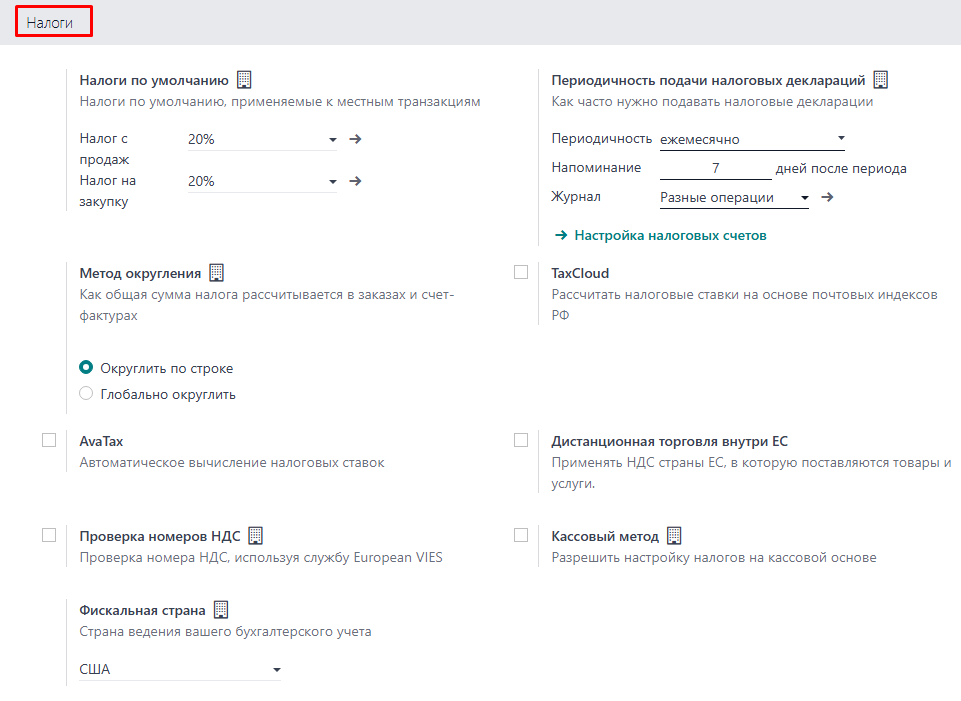 Налоги
Налоги по умолчанию
Налоги по умолчанию, применяемые к местным транзакциям
Налог с
продаж
20%
Налог на
закупку
20%
Периодичность подачи налоговых деклараций
Как часто нужно подавать налоговые декларации
Периодичность ежемесячно
Напоминание 7 дней после периода
Журнал Разные операции
Настройка налоговых счетов
Метод округления
Как общая сумма налога рассчитывается в заказах и счет-
фактурах
Округлить по строке
Глобально округлить
TaxCloud
Рассчитать налоговые ставки на основе почтовых индексов
РФ
AvaTax
Автоматическое вычисление налоговых ставок
Дистанционная торговля внутри ЕС
Применять НДС страны ЕС, в которую поставляются товары и
услуги.
Проверка номеров НДС
Проверка номера НДС, используя службу European VIES
Кассовый метод
Разрешить настройку налогов на кассовой основе
Фискальная страна
Страна ведения вашего бухгалтерского учета
США